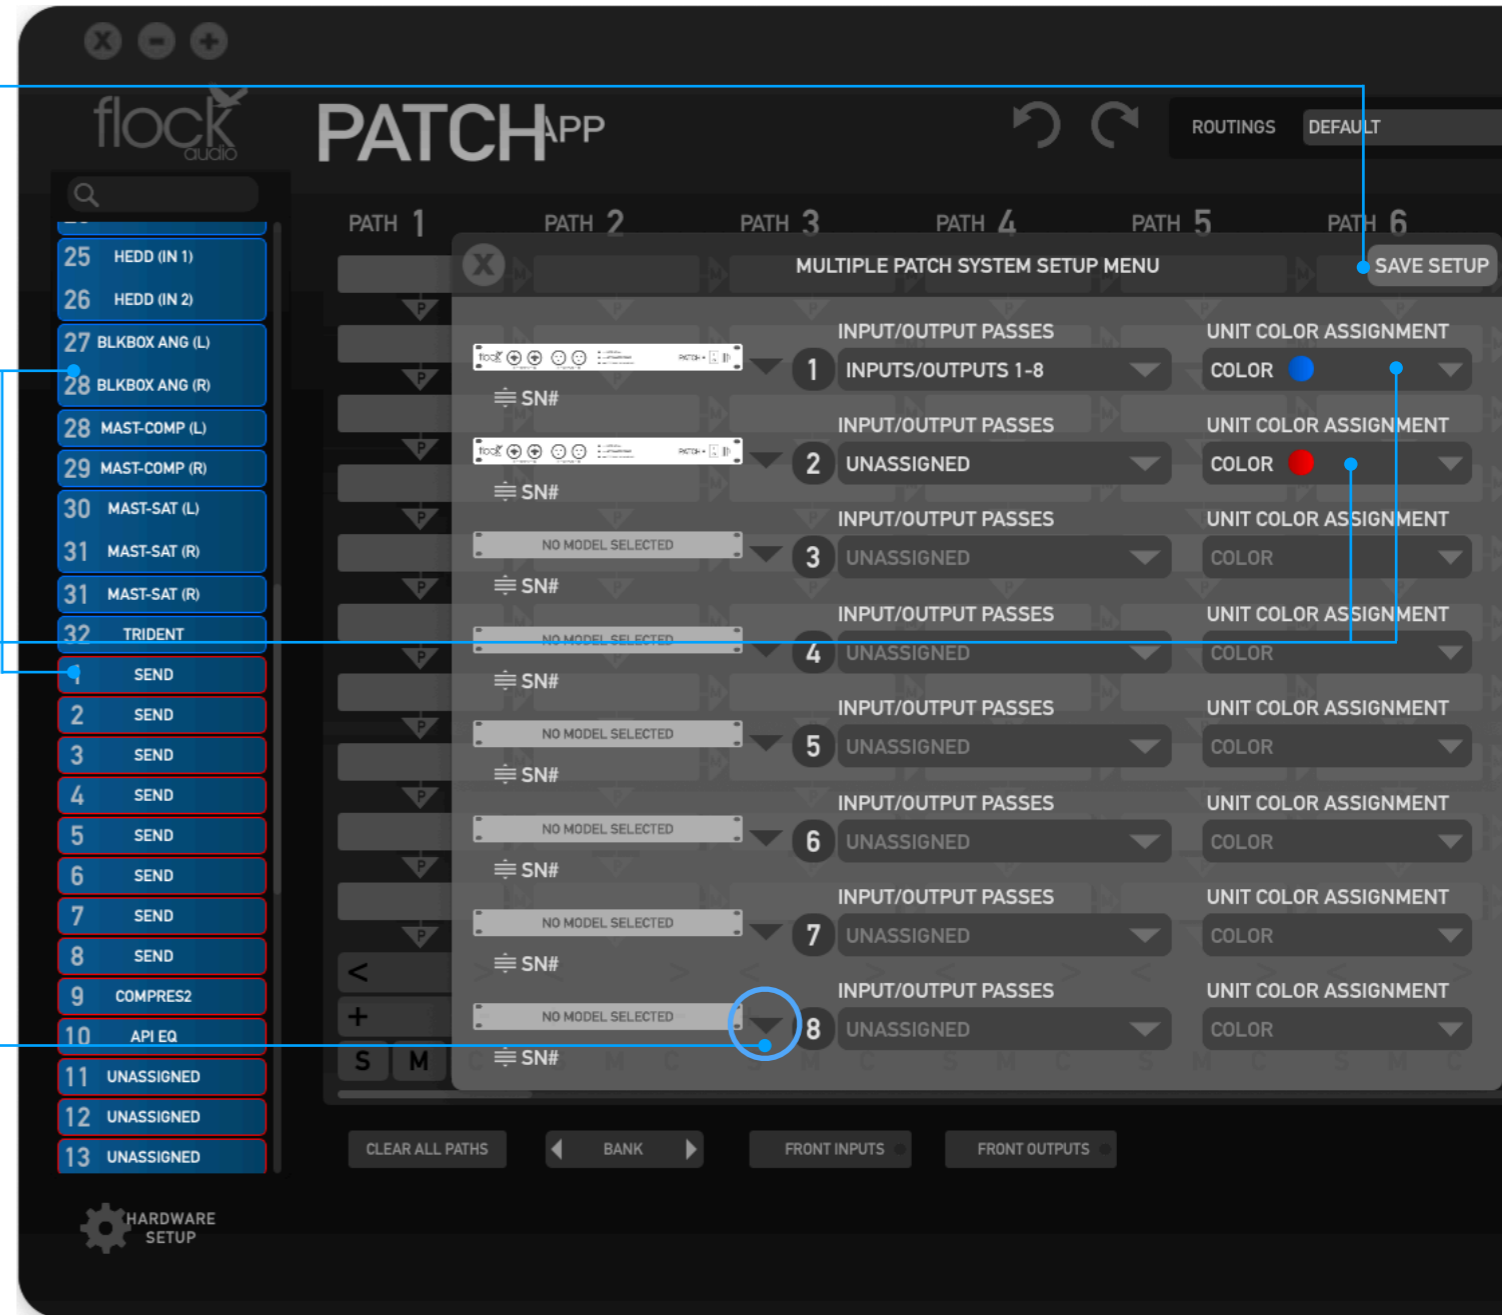 flock
audio
PATCH APP
ROUTINGS DEFAULT
PATH 1 PATH 2 PATH 3 PATH 4 PATH 5 PATH 6
25 HEDD (IN 1)
26 HEDD (IN 2)
27 BLKBOX ANG (L)
28 BLKBOX ANG (R)
28 MAST-COMP (L)
29 MAST-COMP (R)
30 MAST-SAT (L)
31 MAST-SAT (R)
31 MAST-SAT (R)
32 TRIDENT
1 SEND
2 SEND
3 SEND
4 SEND
5 SEND
6 SEND
7 SEND
8 SEND
9 COMPRES2
10 API EQ
11 UNASSIGNED
12 UNASSIGNED
13 UNASSIGNED
HARDWARE
SETUP
X MULTIPLE PATCH SYSTEM SETUP MENU SAVE SETUP
INPUT/OUTPUT PASSES UNIT COLOR ASSIGNMENT
flock 1 INPUTS/OUTPUTS 1-8 COLOR
SN#
INPUT/OUTPUT PASSES UNIT COLOR ASSIGNMENT
flock 2 UNASSIGNED COLOR
SN#
INPUT/OUTPUT PASSES UNIT COLOR ASSIGNMENT
NO MODEL SELECTED 3 UNASSIGNED COLOR
SN#
INPUT/OUTPUT PASSES UNIT COLOR ASSIGNMENT
NO MODEL SELECTED 4 UNASSIGNED COLOR
SN#
INPUT/OUTPUT PASSES UNIT COLOR ASSIGNMENT
NO MODEL SELECTED 5 UNASSIGNED COLOR
SN#
INPUT/OUTPUT PASSES UNIT COLOR ASSIGNMENT
NO MODEL SELECTED 6 UNASSIGNED COLOR
SN#
INPUT/OUTPUT PASSES UNIT COLOR ASSIGNMENT
NO MODEL SELECTED 7 UNASSIGNED COLOR
SN#
INPUT/OUTPUT PASSES UNIT COLOR ASSIGNMENT
NO MODEL SELECTED 8 UNASSIGNED COLOR
SN#
S M C S M C S M C S M C S M C S M C
CLEAR ALL PATHS BANK FRONT INPUTS FRONT OUTPUTS